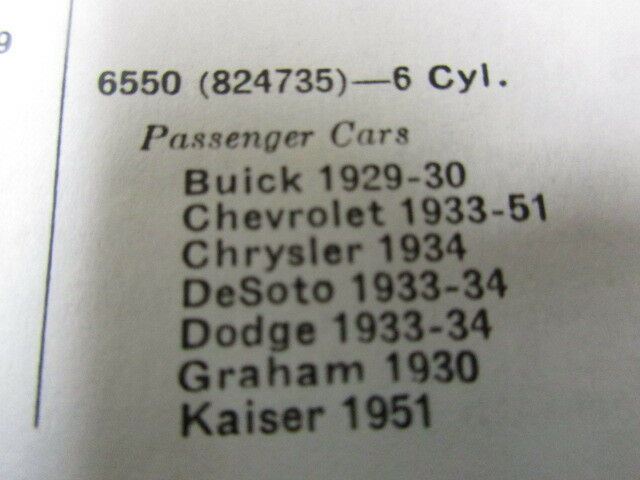 9
6550 (824735)—6 Cyl.
Passenger Cars
Buick 1929-30
Chevrolet 1933-51
Chrysler 1934
DeSoto 1933-34
Dodge 1933-34
Graham 1930
Kaiser 1951